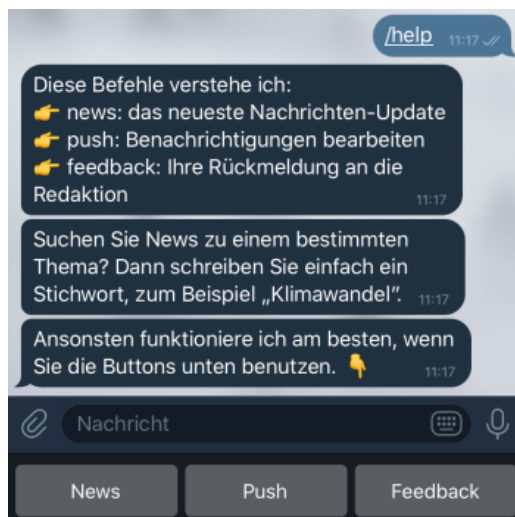 /help 11:17
Diese Befehle verstehe ich:
👉 news: das neueste Nachrichten-Update
👉 push: Benachrichtigungen bearbeiten
👉 feedback: Ihre Rückmeldung an die
Redaktion 11:17
Suchen Sie News zu einem bestimmten
Thema? Dann schreiben Sie einfach ein
Stichwort, zum Beispiel „Klimawandel”. 11:17
Ansonsten funktioniere ich am besten, wenn
Sie die Buttons unten benutzen. 👇 11:17
Nachricht
News Push Feedback